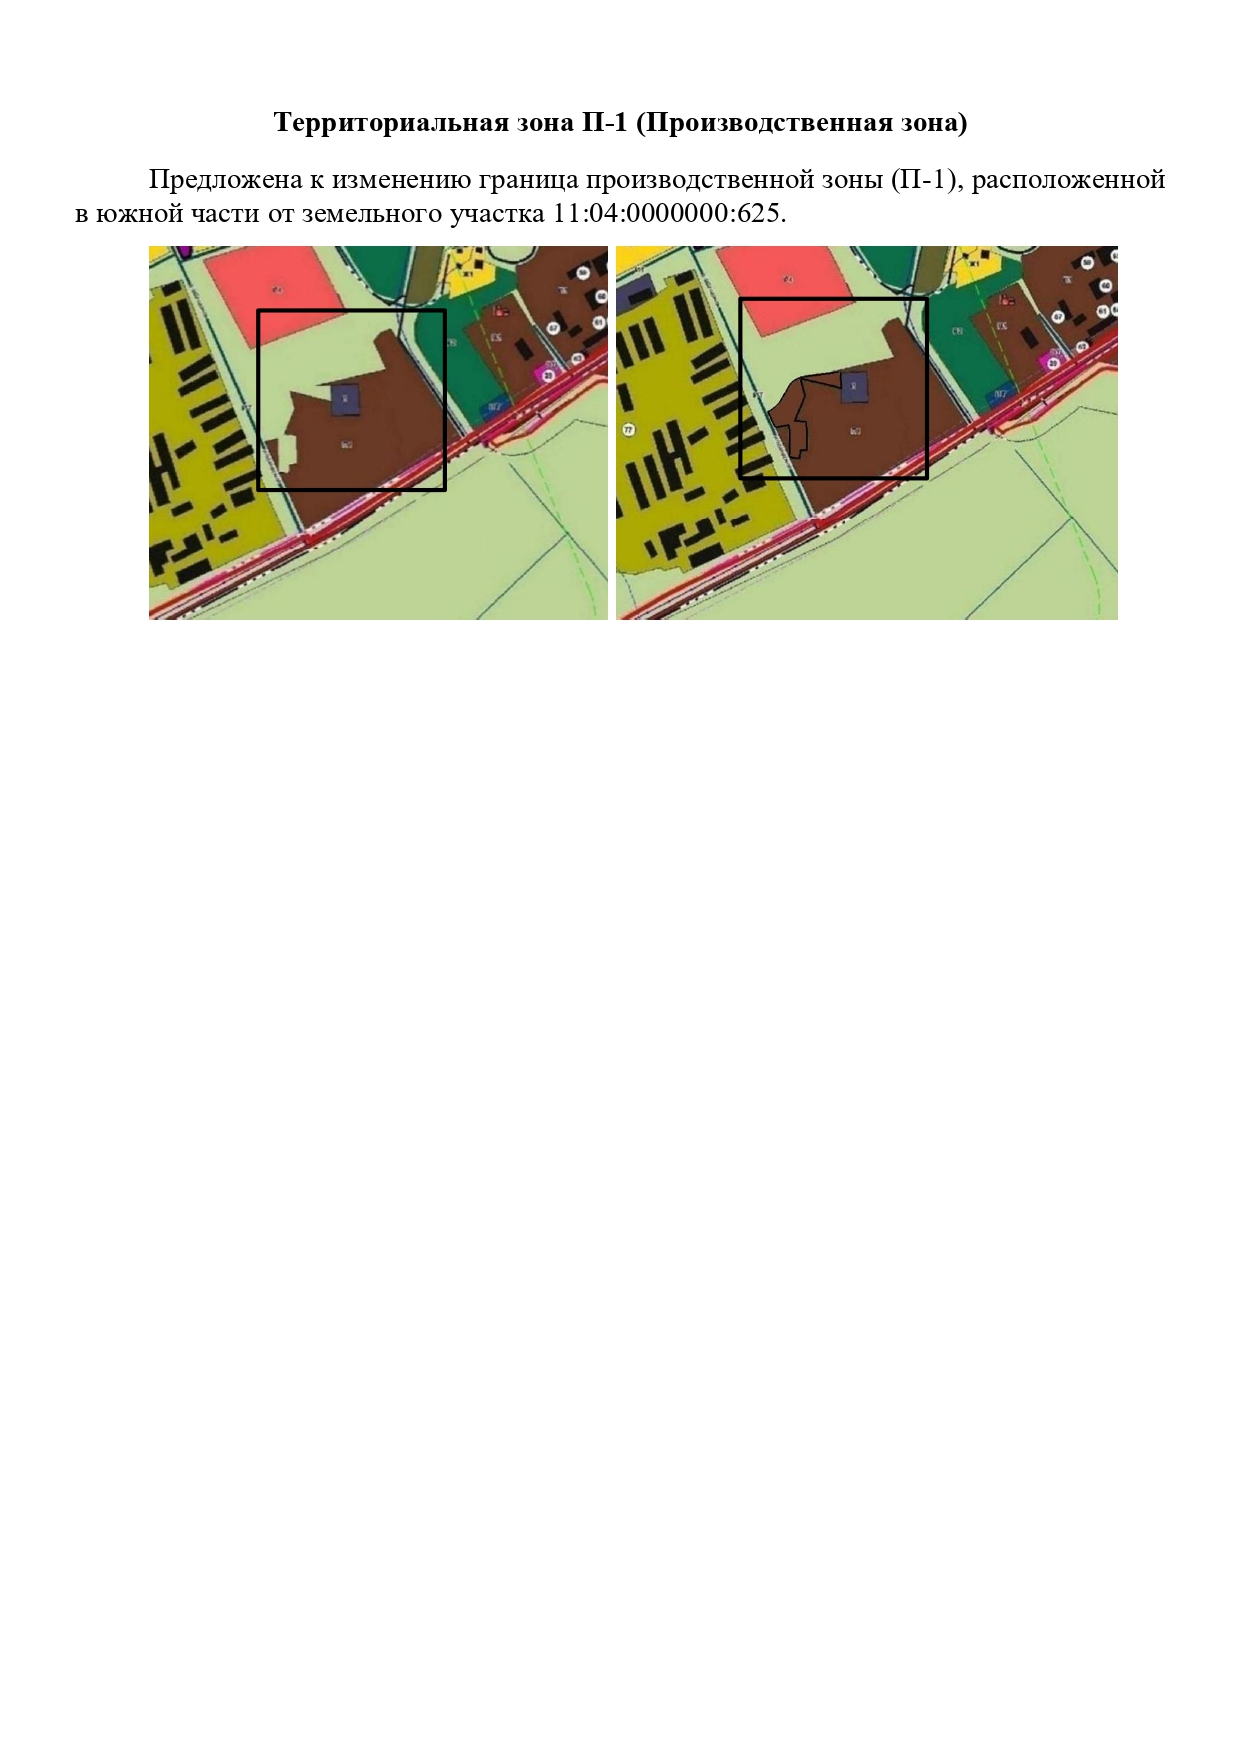 Территориальная зона П-1 (Производственная зона)
Предложена к изменению граница производственной зоны (П-1), расположенной
в южной части от земельного участка 11:04:0000000:625.
77